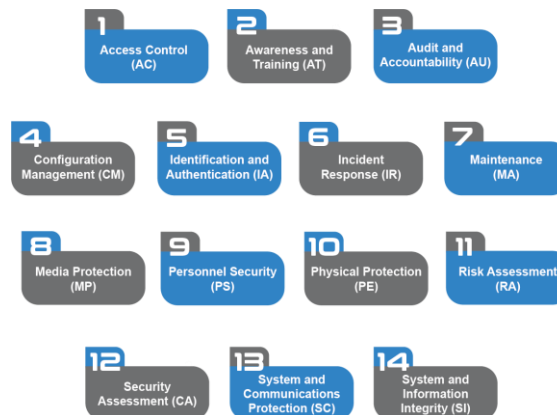 1
Access Control
(AC)
2
Awareness and
Training (AT)
3
Audit and
Accountability (AU)
4
Configuration
Management (CM)
5
Identification and
Authentication (IA)
6
Incident
Response (IR)
7
Maintenance
(MA)
8
Media Protection
(MP)
9
Personnel Security
(PS)
10
Physical Protection
(PE)
11
Risk Assessment
(RA)
12
Security
Assessment (CA)
13
System and
Communications
Protection (SC)
14
System and
Information
Integrity (SI)